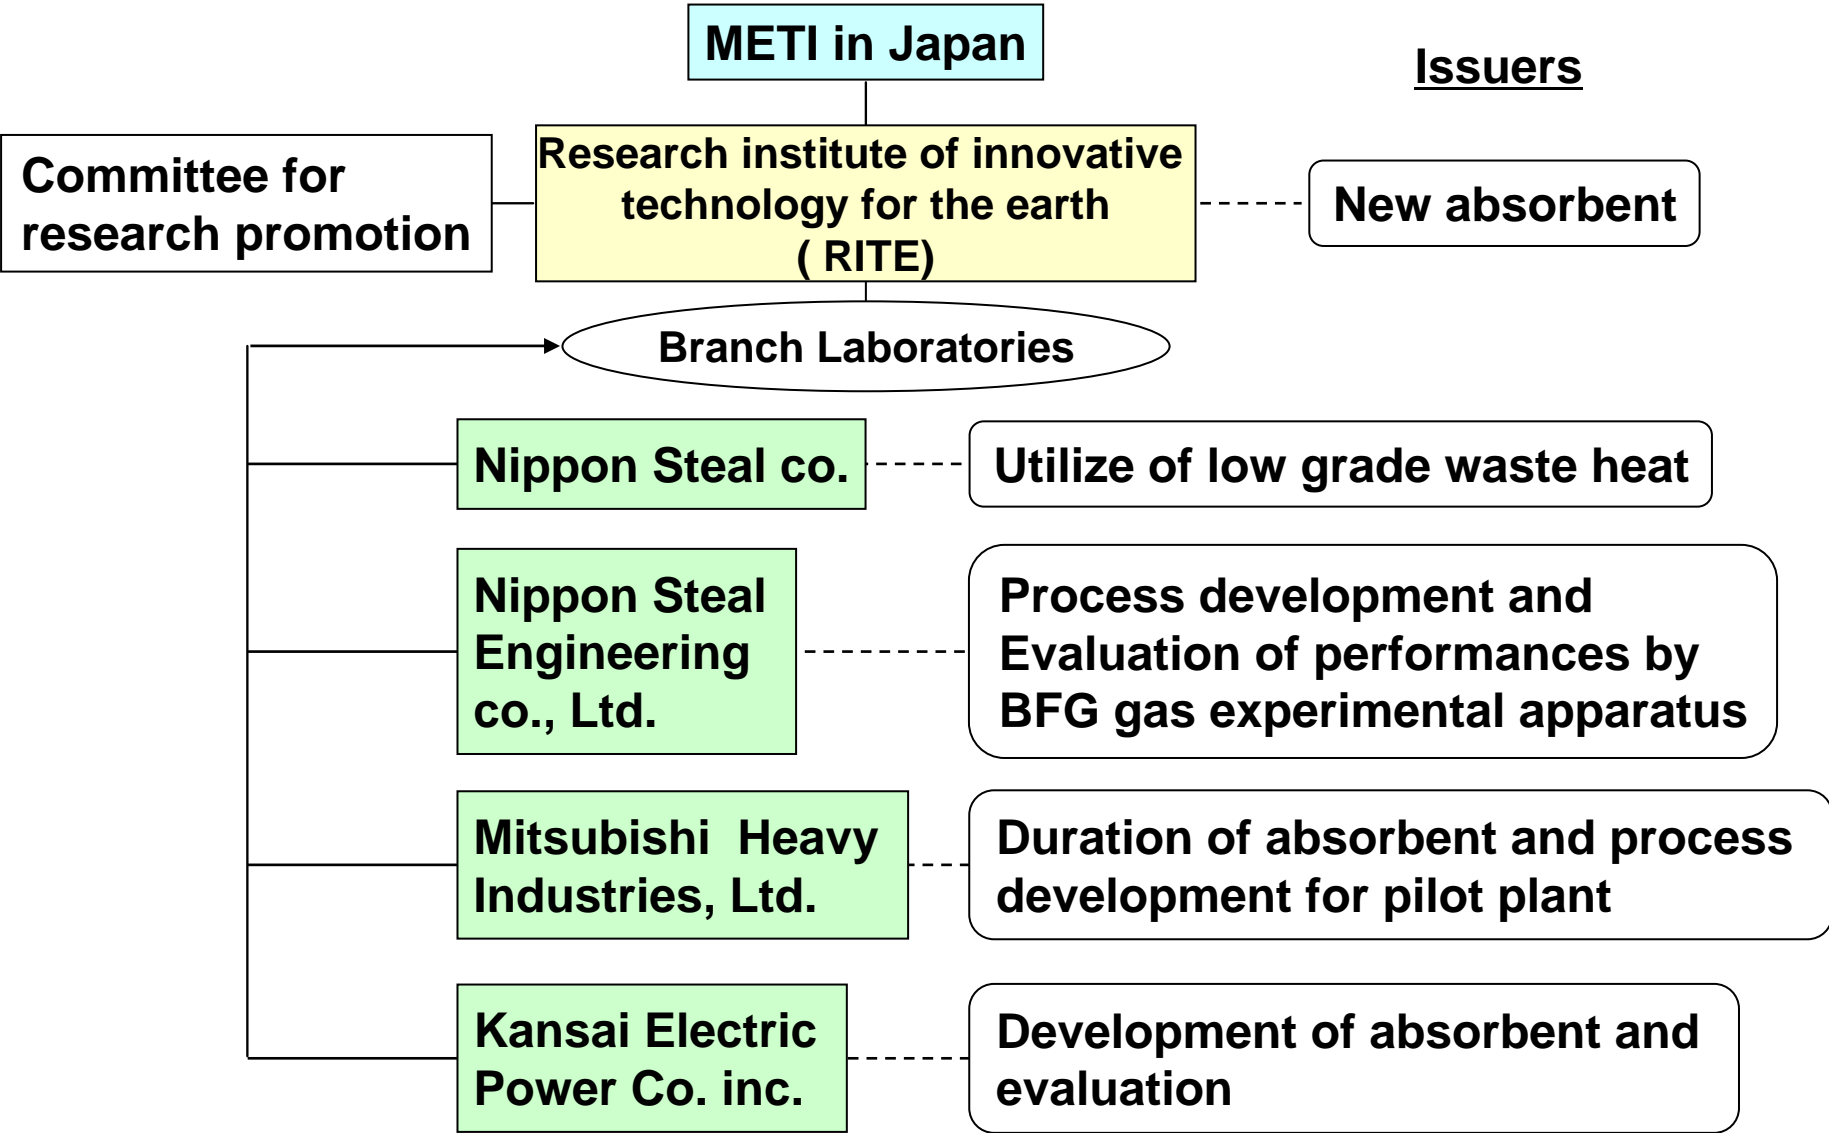 METI in Japan
Issuers
Committee for
research promotion
Research institute of innovative
technology for the earth
( RITE)
New absorbent
Branch Laboratories
Nippon Steal co.
Utilize of low grade waste heat
Nippon Steal
Engineering
co., Ltd.
Process development and
Evaluation of performances by
BFG gas experimental apparatus
Mitsubishi Heavy
Industries, Ltd.
Duration of absorbent and process
development for pilot plant
Kansai Electric
Power Co. inc.
Development of absorbent and
evaluation